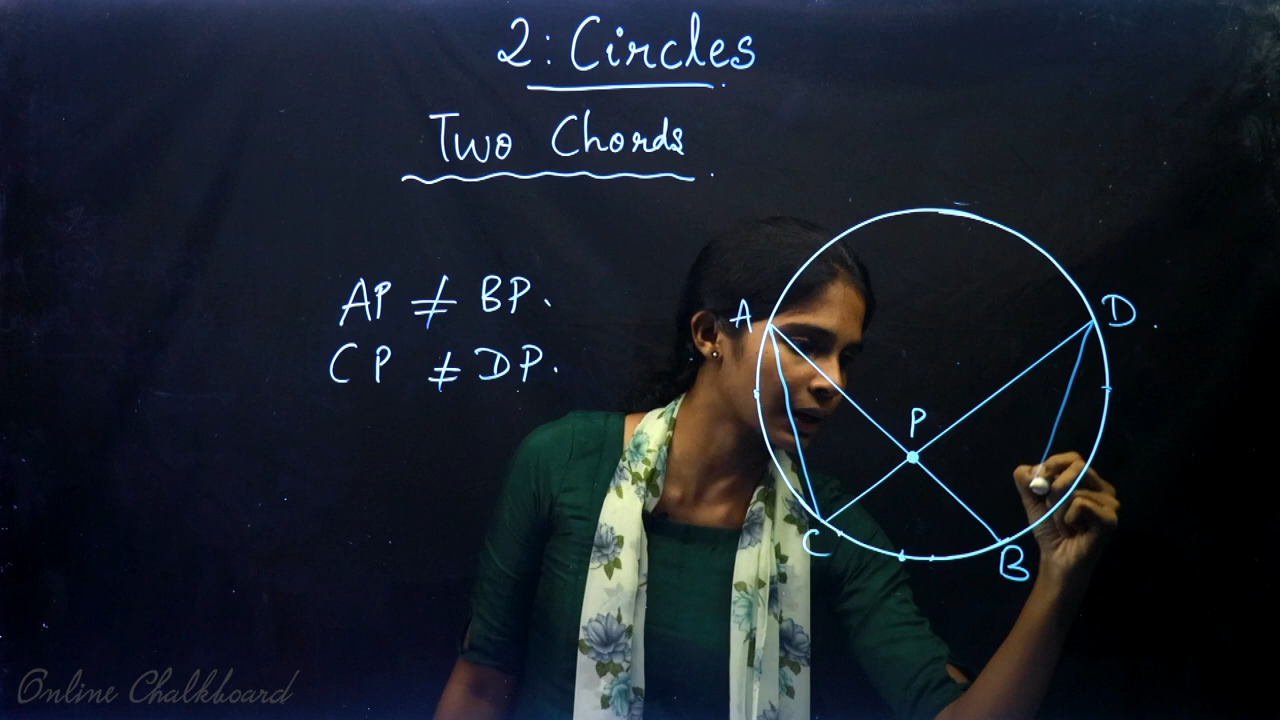 2: Circles
Two Chords
AP ≠ BP.
CP ≠ DP.
A
D.
P
C
B
Online Chalkboard